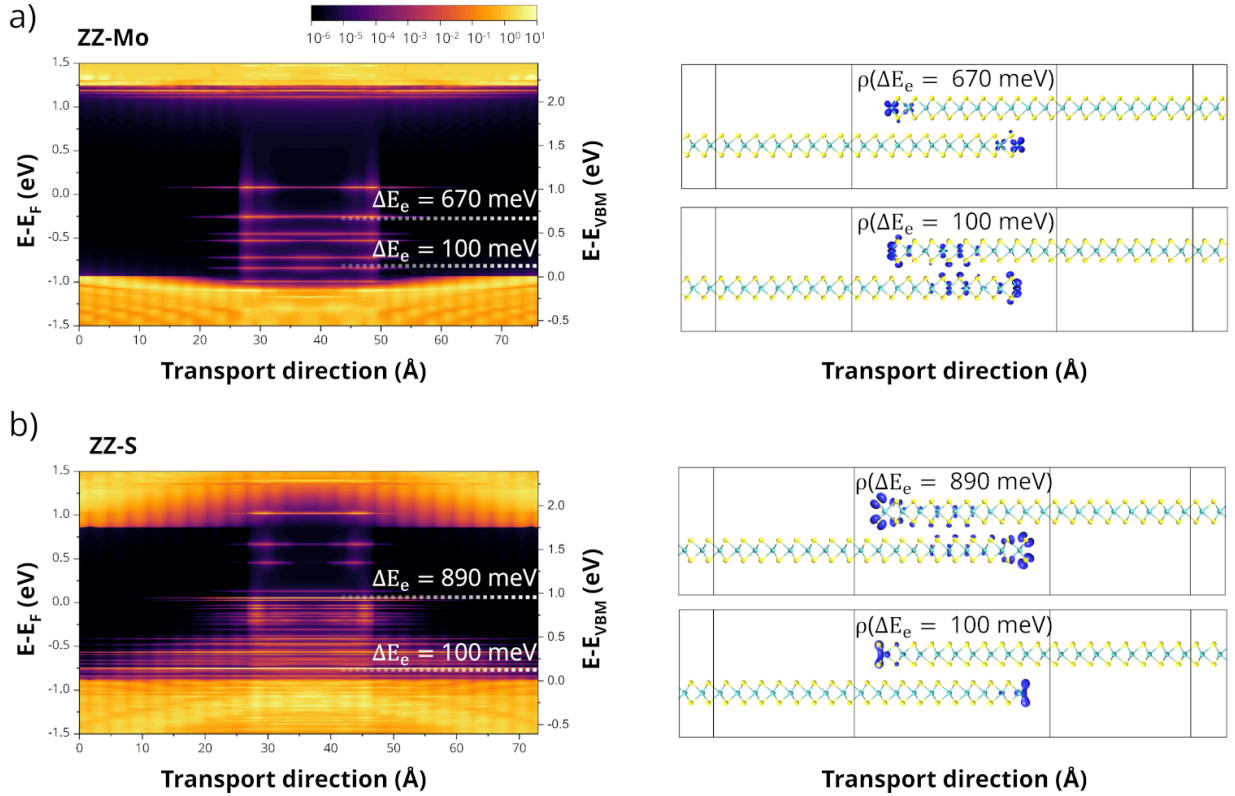 a)
ZZ-Mo
10⁻⁶ 10⁻⁵ 10⁻⁴ 10⁻³ 10⁻² 10⁻¹ 10⁰ 10¹
1.5
1.0
0.5
0.0
-0.5
-1.0
-1.5
E-E_F (eV)
0 10 20 30 40 50 60 70
Transport direction (Å)
2.0
1.5
1.0
0.5
0.0
-0.5
E-E_VBM (eV)
ΔE_e = 670 meV
ΔE_e = 100 meV
ρ(ΔE_e = 670 meV)
ρ(ΔE_e = 100 meV)
Transport direction (Å)
b)
ZZ-S
1.5
1.0
0.5
0.0
-0.5
-1.0
-1.5
E-E_F (eV)
0 10 20 30 40 50 60 70
Transport direction (Å)
2.0
1.5
1.0
0.5
0.0
-0.5
E-E_VBM (eV)
ΔE_e = 890 meV
ΔE_e = 100 meV
ρ(ΔE_e = 890 meV)
ρ(ΔE_e = 100 meV)
Transport direction (Å)